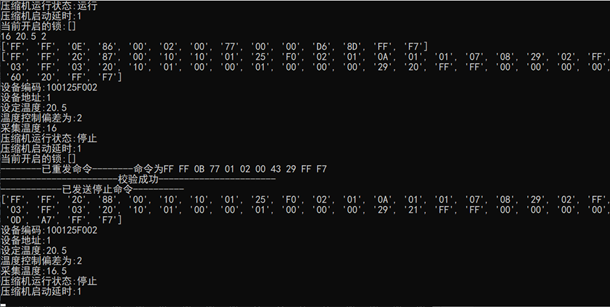 压缩机运行状态:运行
压缩机启动延时:1
当前开启的锁:[]
16 20.5 2
['FF', 'FF', '0E', '86', '00', '02', '00', '77', '00', '00', 'D6', '8D', 'FF', 'F7']
['FF', 'FF', '2C', '87', '00', '10', '10', '01', '25', 'F0', '02', '01', '0A', '01', '01', '07', '08', '29', '02', 'FF',
'03', 'FF', '03', '20', '10', '01', '00', '00', '01', '00', '00', '00', '29', '20', 'FF', 'FF', '00', '00', '00', '00',
'60', '20', 'FF', 'F7']
设备编码:100125F002
设备地址:1
设定温度:20.5
温度控制偏差为:2
采集温度:16
压缩机运行状态:停止
压缩机启动延时:1
当前开启的锁:[]
--------已重发命令--------命令为FF FF 0B 77 01 02 00 43 29 FF F7
-----------------------校验成功-----------------------
------------已发送停止命令----------
['FF', 'FF', '2C', '88', '00', '10', '10', '01', '25', 'F0', '02', '01', '0A', '01', '01', '07', '08', '29', '02', 'FF',
'03', 'FF', '03', '20', '10', '01', '00', '00', '01', '00', '00', '00', '29', '21', 'FF', 'FF', '00', '00', '00', '00',
'0D', 'A7', 'FF', 'F7']
设备编码:100125F002
设备地址:1
设定温度:20.5
温度控制偏差为:2
采集温度:16.5
压缩机运行状态:停止
压缩机启动延时:1